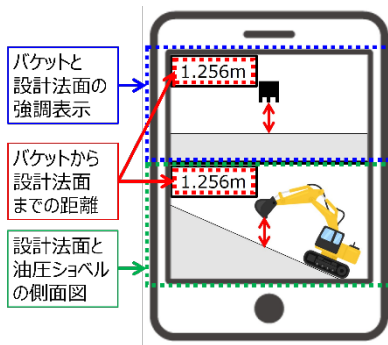 バケットと
設計法面の
強調表示
バケットから
設計法面
までの距離
設計法面と
油圧ショベル
の側面図
1.256m
1.256m